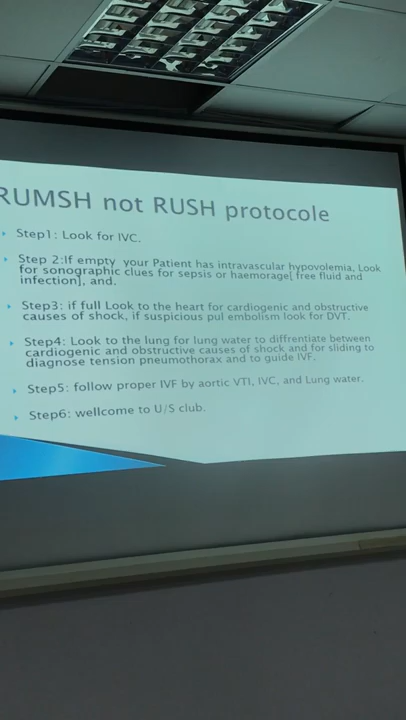 RUMSH not RUSH protocole
Step1: Look for IVC.
Step 2:If empty your Patient has intravascular hypovolemia, Look
for sonographic clues for sepsis or haemorage[ free fluid and
infection], and.
Step3: if full Look to the heart for cardiogenic and obstructive
causes of shock, if suspicious pul embolism look for DVT.
Step4: Look to the lung for lung water to diffrentiate between
cardiogenic and obstructive causes of shock and for sliding to
diagnose tension pneumothorax and to guide IVF.
Step5: follow proper IVF by aortic VTI, IVC, and Lung water.
Step6: wellcome to U/S club.